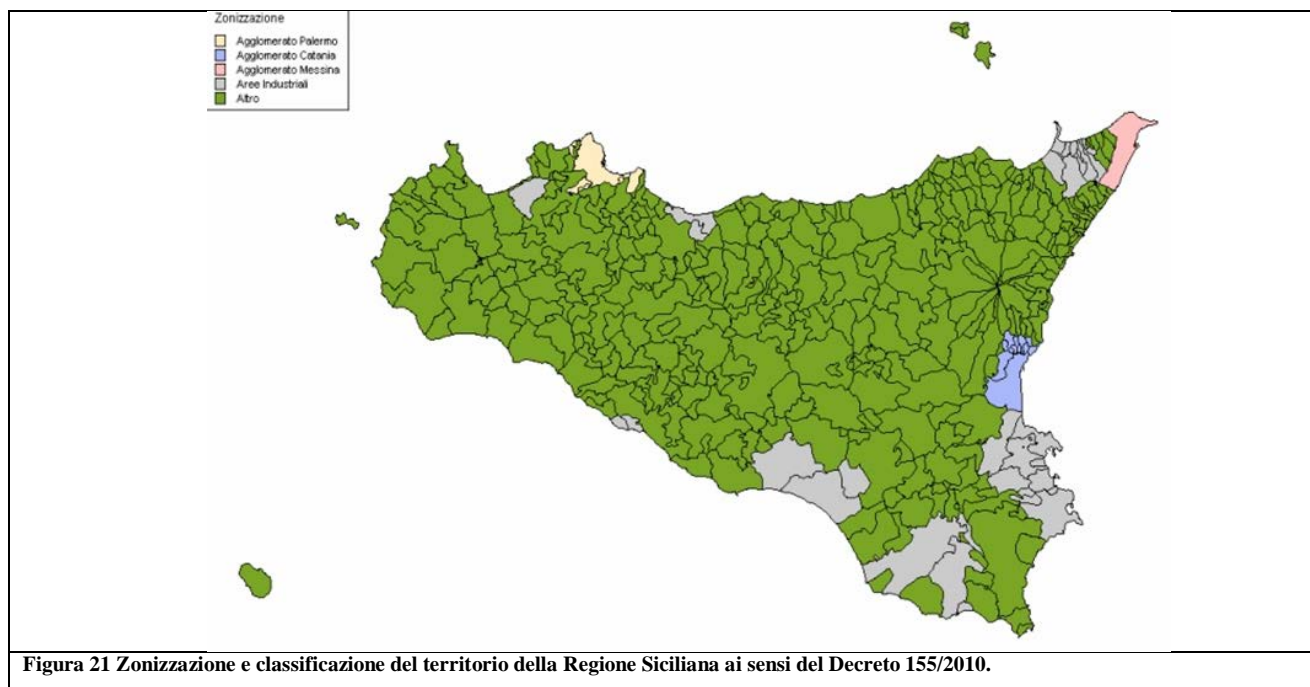 Zonizzazione
Agglomerato Palermo
Agglomerato Catania
Agglomerato Messina
Aree Industriali
Altro
Figura 21 Zonizzazione e classificazione del territorio della Regione Siciliana ai sensi del Decreto 155/2010.